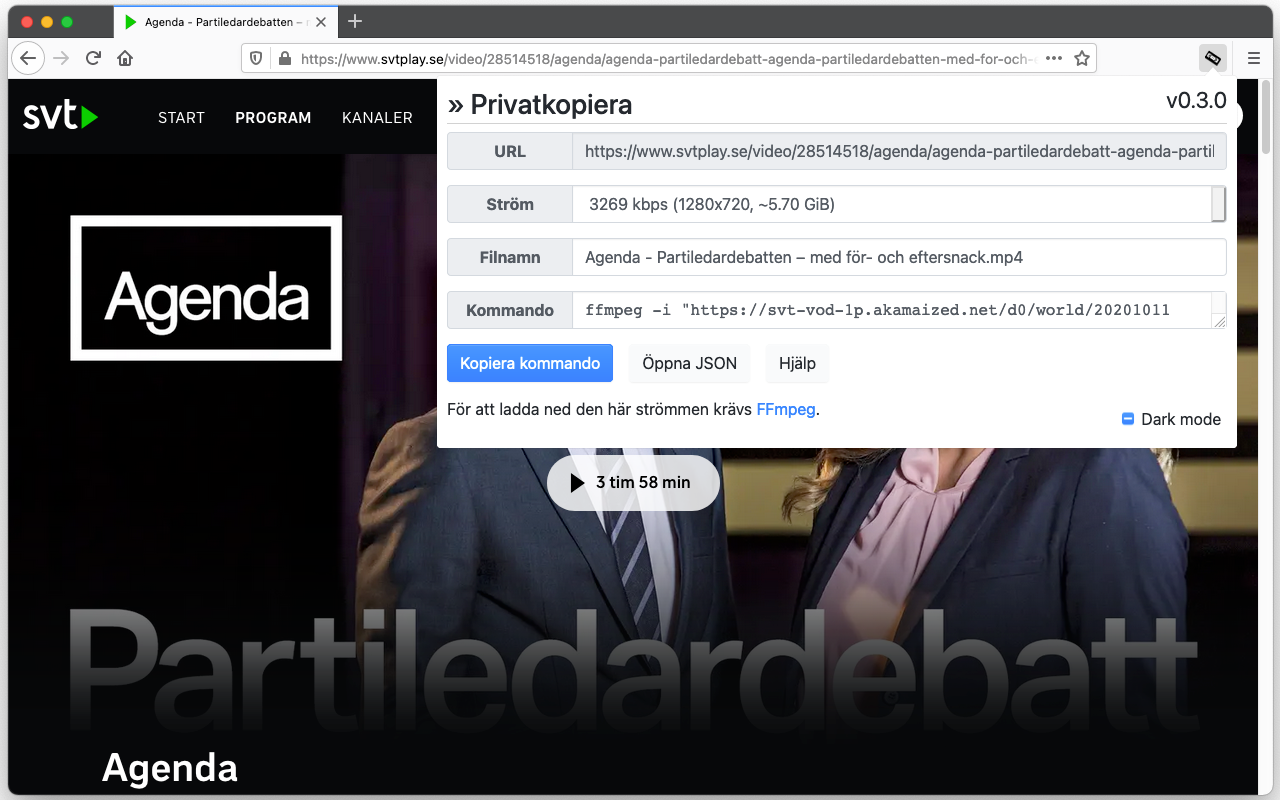 Agenda - Partiledardebatten –
https://www.svtplay.se/video/28514518/agenda/agenda-partiledardebatt-agenda-partiledardebatten-med-for-och-
svt
START
PROGRAM
KANALER
» Privatkopiera
v0.3.0
URL
https://www.svtplay.se/video/28514518/agenda/agenda-partiledardebatt-agenda-partil
Ström
3269 kbps (1280x720, ~5.70 GiB)
Filnamn
Agenda - Partiledardebatten – med för- och eftersnack.mp4
Kommando
ffmpeg -i "https://svt-vod-1p.akamaized.net/d0/world/20201011
Kopiera kommando
Öppna JSON
Hjälp
För att ladda ned den här strömmen krävs FFmpeg.
Dark mode
Agenda
3 tim 58 min
Partiledardebatt
Agenda